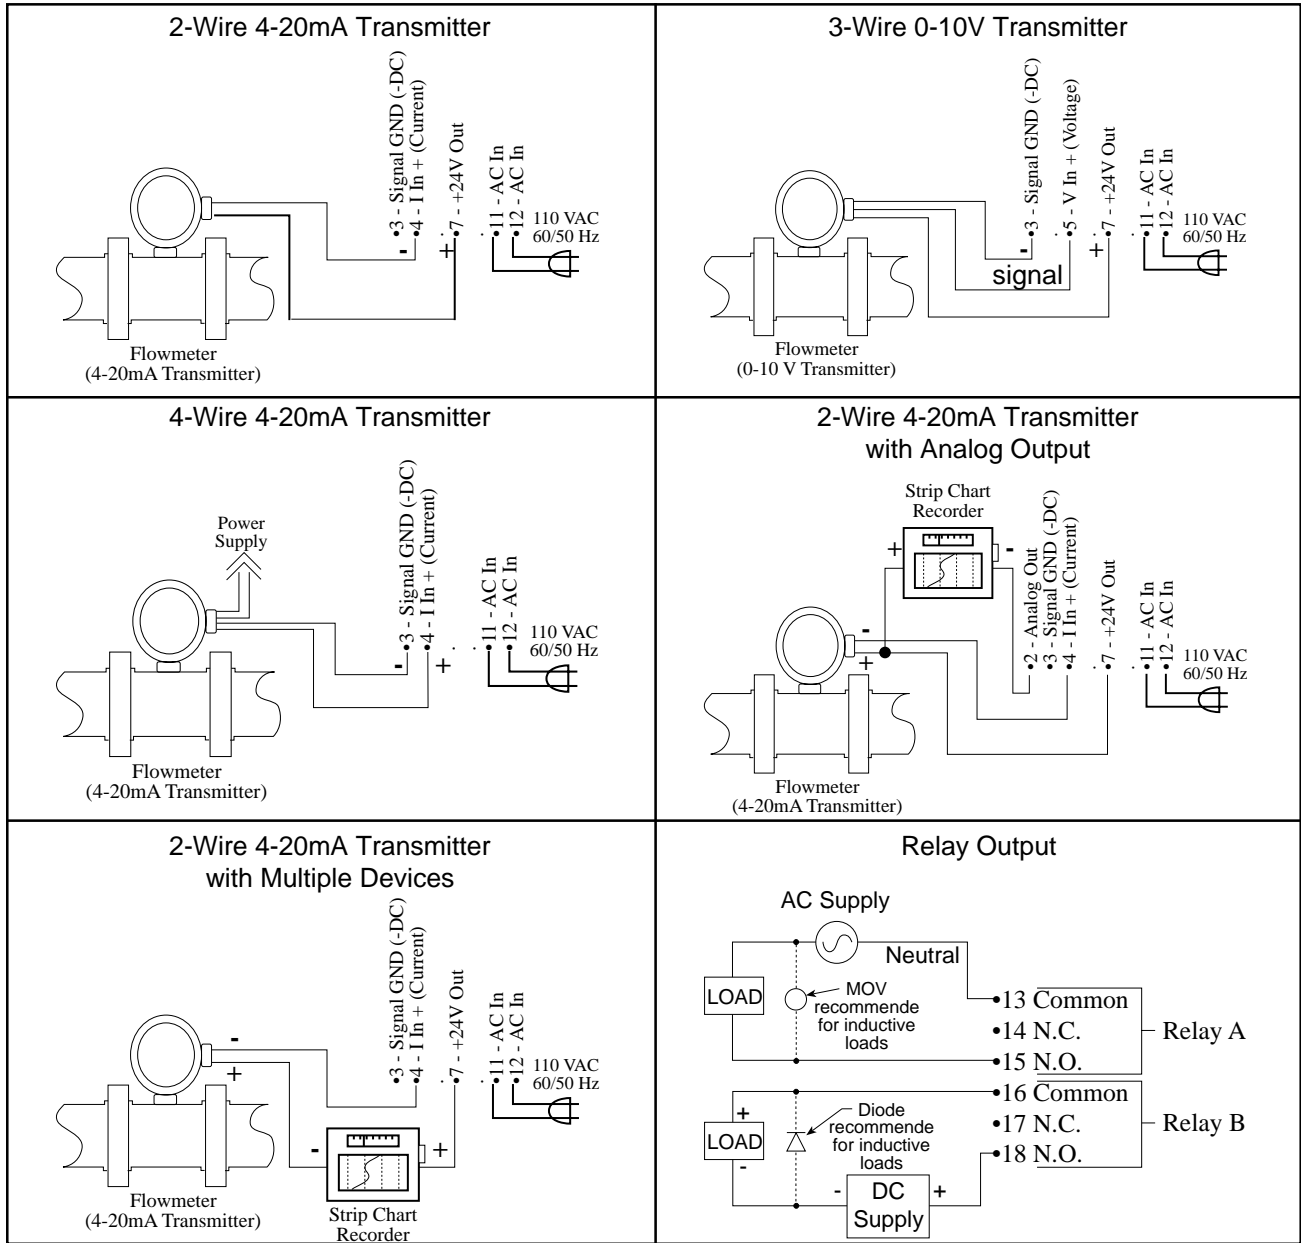 2-Wire 4-20mA Transmitter
3 - Signal GND (-DC)
4 - I In + (Current)
7 - +24V Out
11 - AC In
12 - AC In
110 VAC
60/50 Hz
-
+
Flowmeter
(4-20mA Transmitter)
3-Wire 0-10V Transmitter
3 - Signal GND (-DC)
5 - V In + (Voltage)
7 - +24V Out
11 - AC In
12 - AC In
110 VAC
60/50 Hz
-
+
signal
Flowmeter
(0-10 V Transmitter)
4-Wire 4-20mA Transmitter
Power
Supply
3 - Signal GND (-DC)
4 - I In + (Current)
11 - AC In
12 - AC In
110 VAC
60/50 Hz
-
+
Flowmeter
(4-20mA Transmitter)
2-Wire 4-20mA Transmitter
with Analog Output
Strip Chart
Recorder
+
-
2 - Analog Out
3 - Signal GND (-DC)
4 - I In + (Current)
7 - +24V Out
11 - AC In
12 - AC In
110 VAC
60/50 Hz
-
+
Flowmeter
(4-20mA Transmitter)
2-Wire 4-20mA Transmitter
with Multiple Devices
3 - Signal GND (-DC)
4 - I In + (Current)
7 - +24V Out
11 - AC In
12 - AC In
110 VAC
60/50 Hz
-
+
-
+
Flowmeter
(4-20mA Transmitter)
Strip Chart
Recorder
Relay Output
AC Supply
Neutral
LOAD
MOV
recommende
for inductive
loads
13 Common
14 N.C.
15 N.O.
Relay A
16 Common
17 N.C.
18 N.O.
Relay B
+
LOAD
-
Diode
recommende
for inductive
loads
-
DC
Supply
+